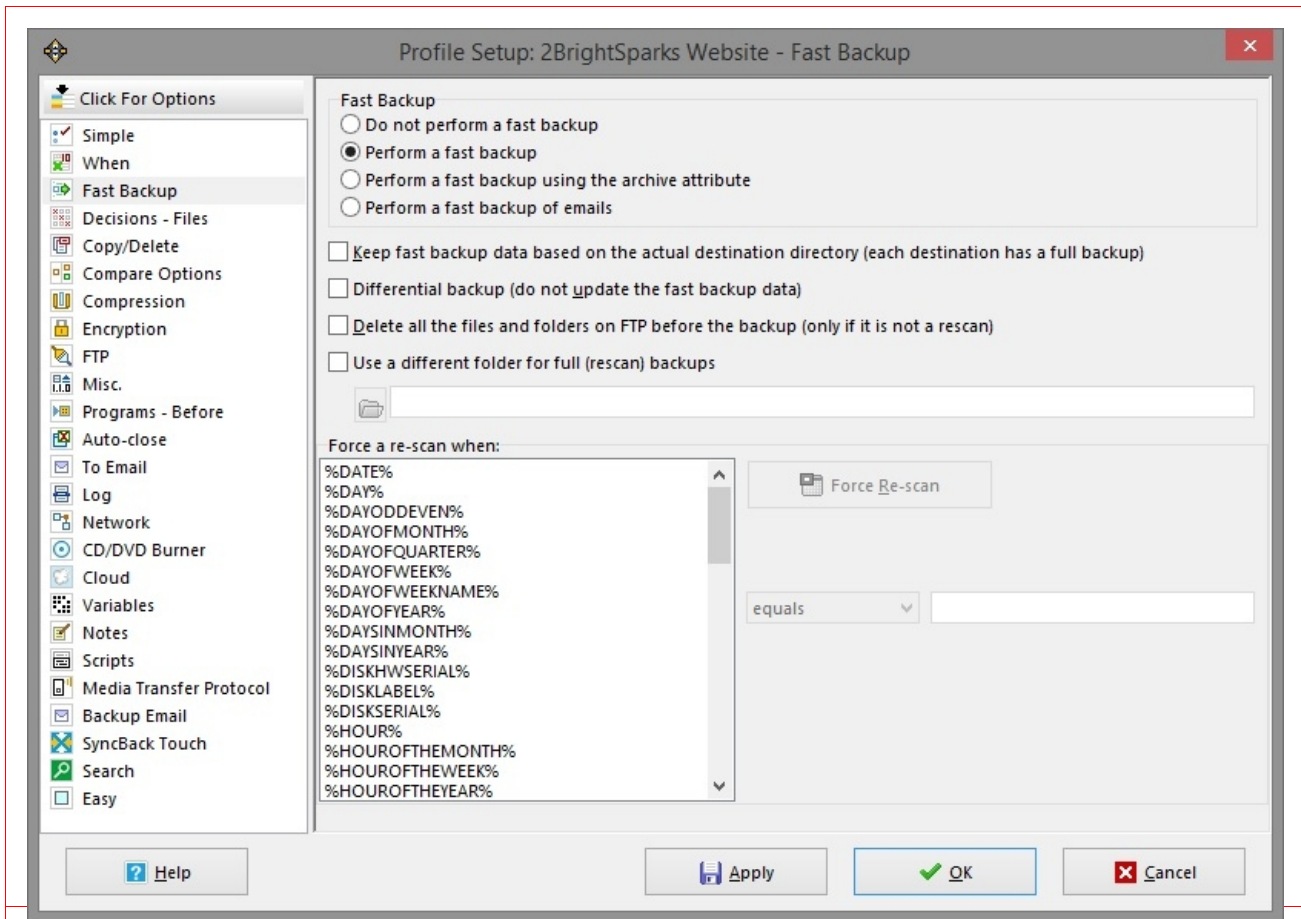 Profile Setup: 2BrightSparks Website - Fast Backup
Click For Options
Simple
When
Fast Backup
Decisions - Files
Copy/Delete
Compare Options
Compression
Encryption
FTP
Misc.
Programs - Before
Auto-close
To Email
Log
Network
CD/DVD Burner
Cloud
Variables
Notes
Scripts
Media Transfer Protocol
Backup Email
SyncBack Touch
Search
Easy
Fast Backup
Do not perform a fast backup
Perform a fast backup
Perform a fast backup using the archive attribute
Perform a fast backup of emails
Keep fast backup data based on the actual destination directory (each destination has a full backup)
Differential backup (do not update the fast backup data)
Delete all the files and folders on FTP before the backup (only if it is not a rescan)
Use a different folder for full (rescan) backups
Force a re-scan when:
%DATE%
%DAY%
%DAYODDEVEN%
%DAYOFMONTH%
%DAYOFQUARTER%
%DAYOFWEEK%
%DAYOFWEEKNAME%
%DAYOFYEAR%
%DAYSINMONTH%
%DAYSINYEAR%
%DISKHWSERIAL%
%DISKLABEL%
%DISKSERIAL%
%HOUR%
%HOUROFTHEMONTH%
%HOUROFTHEWEEK%
%HOUROFTHEYEAR%
Force Re-scan
equals
Help
Apply
OK
Cancel